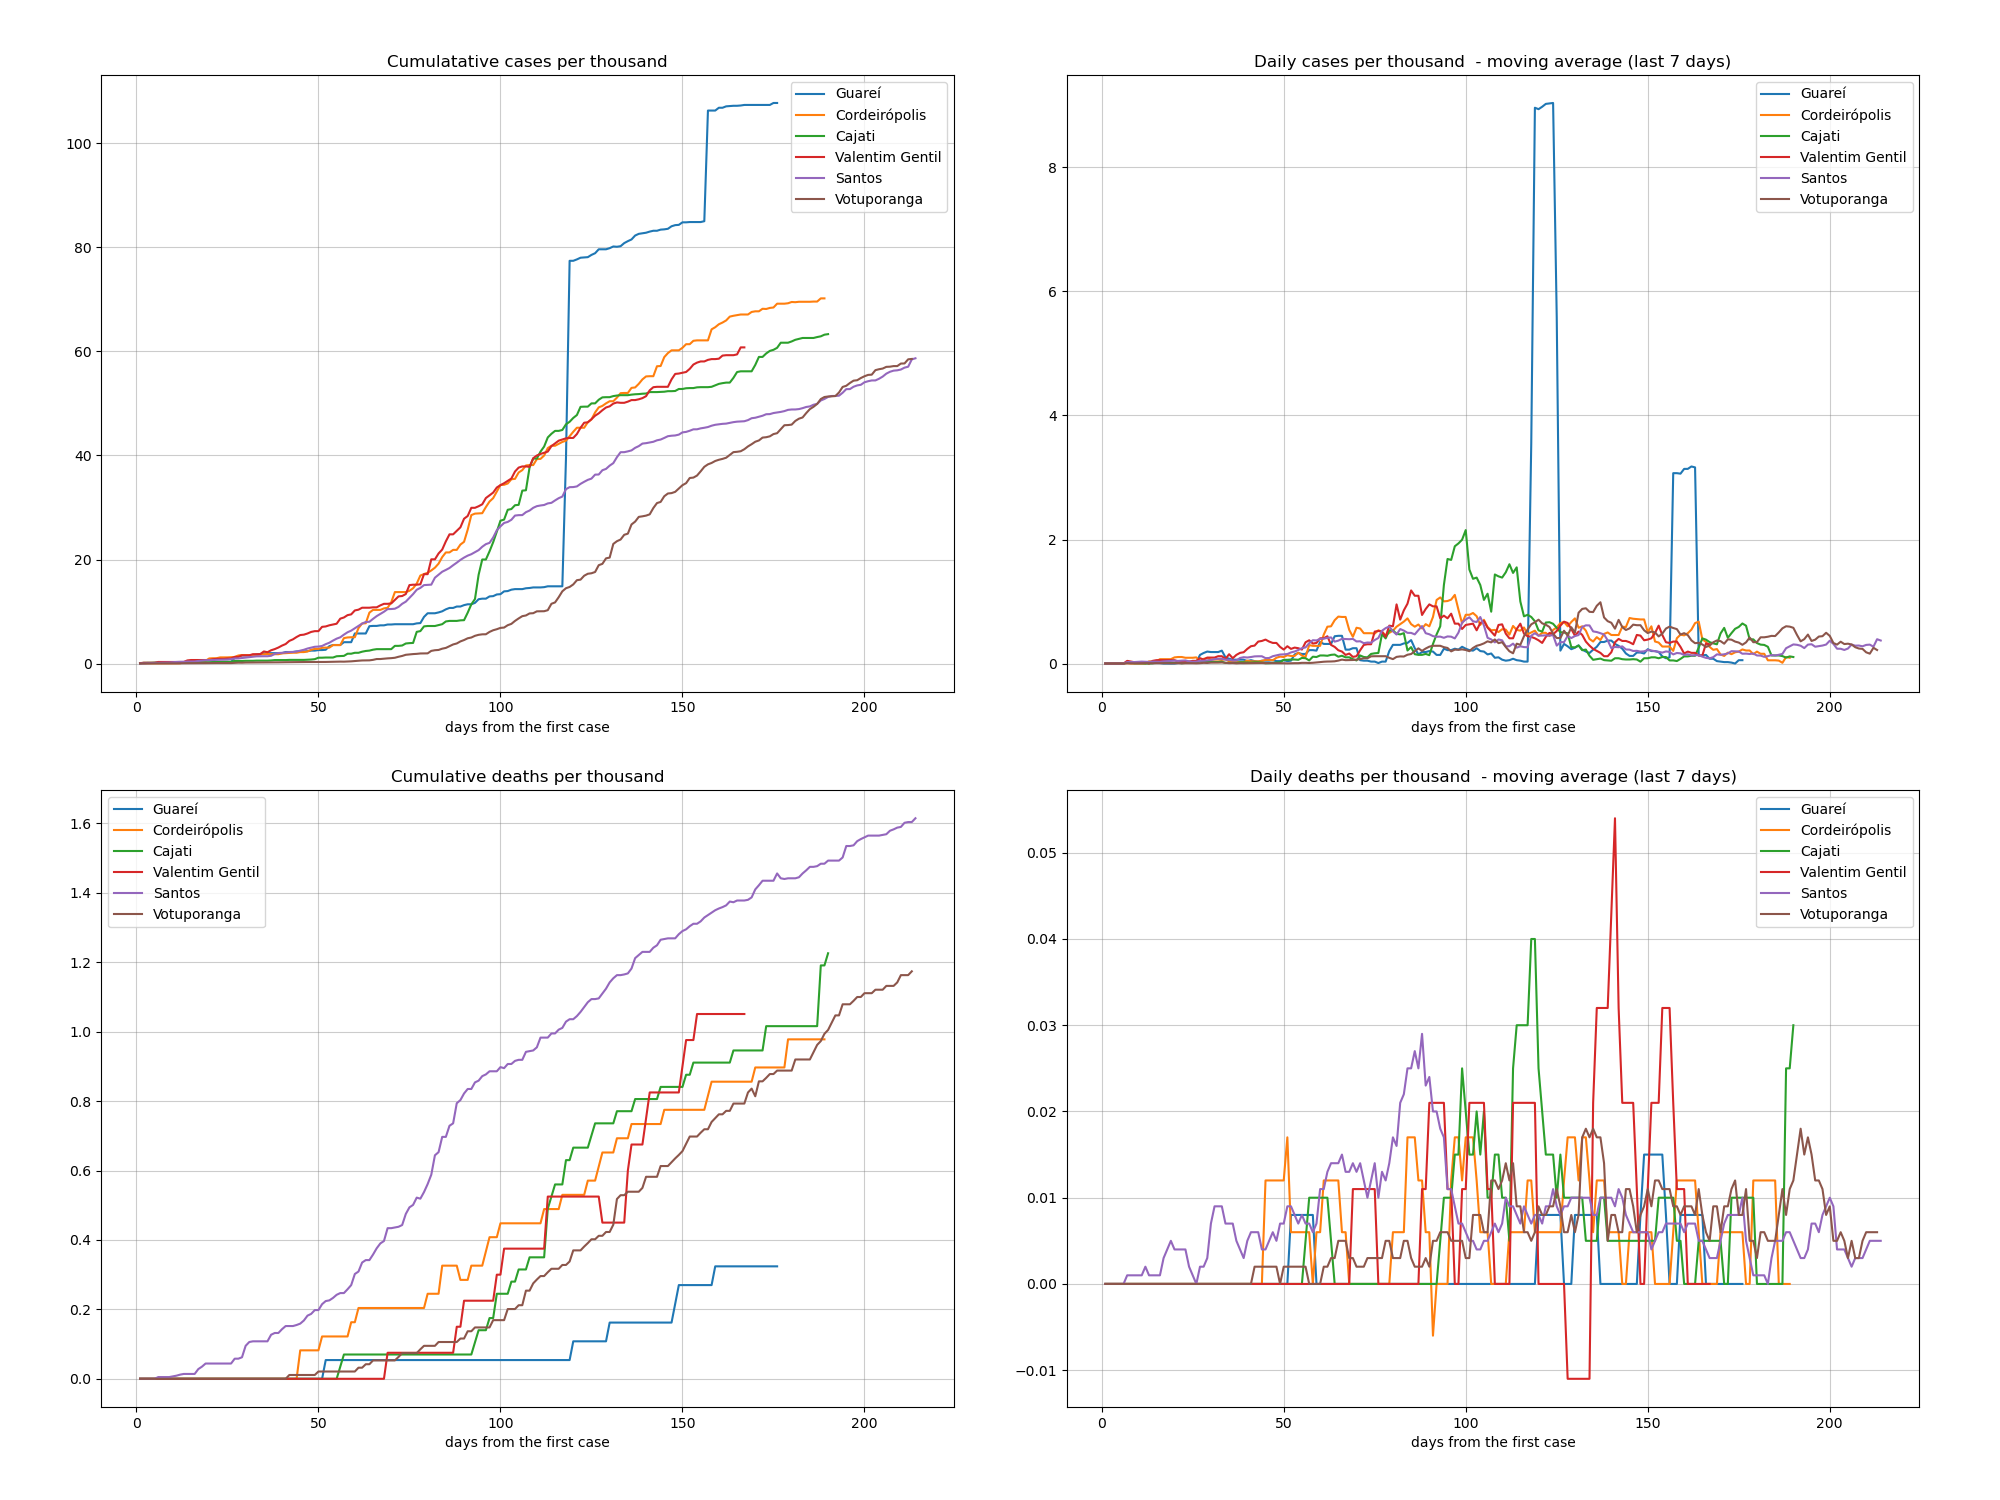 Cumulatative cases per thousand
Guareí
Cordeirópolis
Cajati
Valentim Gentil
Santos
Votuporanga
100
80
60
40
20
0
0 50 100 150 200
days from the first case
Daily cases per thousand - moving average (last 7 days)
Guareí
Cordeirópolis
Cajati
Valentim Gentil
Santos
Votuporanga
8
6
4
2
0
0 50 100 150 200
days from the first case
Cumulative deaths per thousand
Guareí
Cordeirópolis
Cajati
Valentim Gentil
Santos
Votuporanga
1.6
1.4
1.2
1.0
0.8
0.6
0.4
0.2
0.0
0 50 100 150 200
days from the first case
Daily deaths per thousand - moving average (last 7 days)
Guareí
Cordeirópolis
Cajati
Valentim Gentil
Santos
Votuporanga
0.05
0.04
0.03
0.02
0.01
0.00
−0.01
0 50 100 150 200
days from the first case